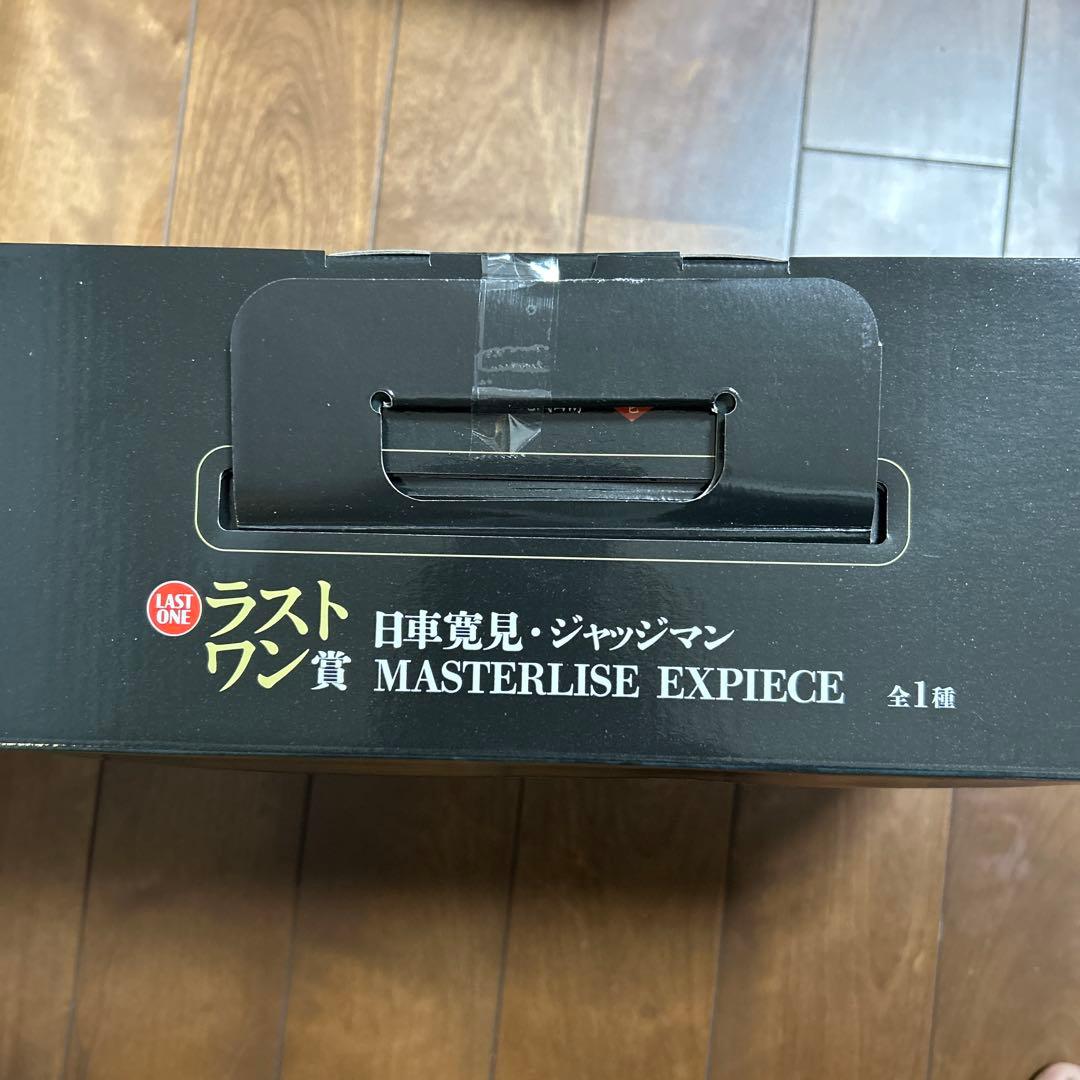 LAST
ONE
ラスト
ワン賞
日車寛見・ジャッジマン
MASTERLISE EXPIECE
全1種